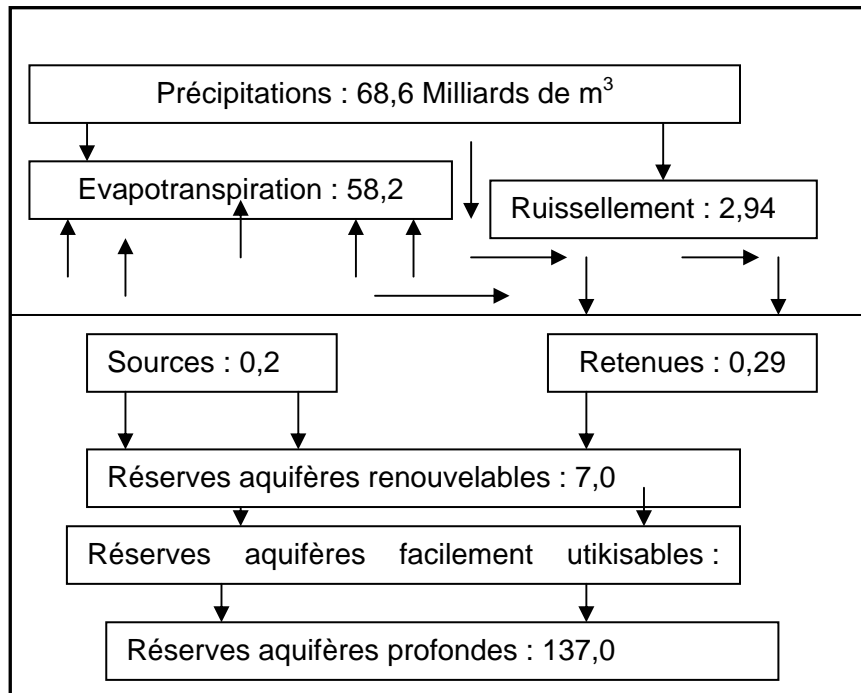 Précipitations : 68,6 Milliards de m³
Evapotranspiration : 58,2
Ruissellement : 2,94
Sources : 0,2
Retenues : 0,29
Réserves aquifères renouvelables : 7,0
Réserves aquifères facilement utikisables :
Réserves aquifères profondes : 137,0